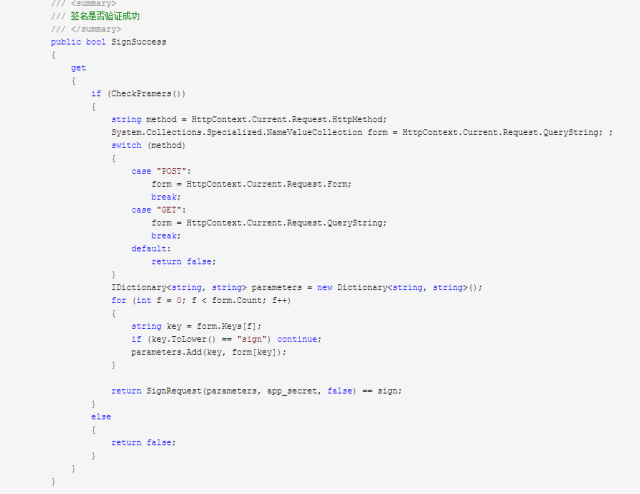 /// <summary>
/// 签名是否验证成功
/// </summary>
public bool SignSuccess
{
get
{
if (CheckPramers())
{
string method = HttpContext.Current.Request.HttpMethod;
System.Collections.Specialized.NameValueCollection form = HttpContext.Current.Request.QueryString; ;
switch (method)
{
case "POST":
form = HttpContext.Current.Request.Form;
break;
case "GET":
form = HttpContext.Current.Request.QueryString;
break;
default:
return false;
}
IDictionary<string, string> parameters = new Dictionary<string, string>();
for (int f = 0; f < form.Count; f++)
{
string key = form.Keys[f];
if (key.ToLower() == "sign") continue;
parameters.Add(key, form[key]);
}
return SignRequest(parameters, app_secret, false) == sign;
}
else
{
return false;
}
}
}